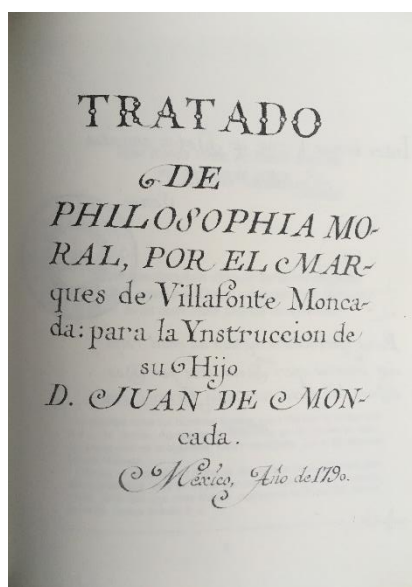 TRATADO
DE
PHILOSOPHIA MO-
RAL, POR EL MAR-
ques de Villafonte Monca-
da: para la Ynstruccion de
su Hijo
D. JUAN DE MON-
cada.
México, Año de 1790.